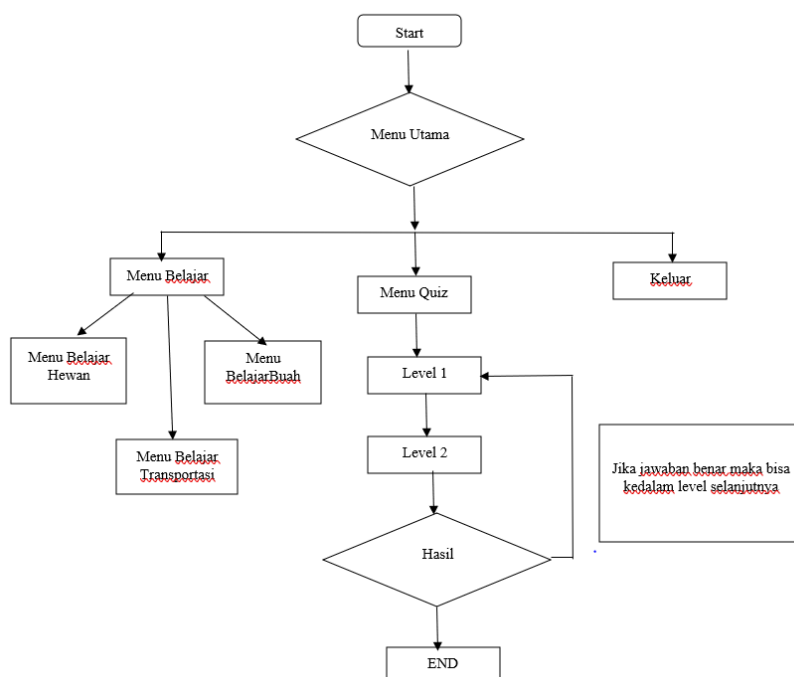 Start
Menu Utama
Menu Belajar
Menu Quiz
Keluar
Menu Belajar
Hewan
Menu
BelajarBuah
Menu Belajar
Transportasi
Level 1
Level 2
Jika jawaban benar maka bisa
kedalam level selanjutnya
Hasil
END